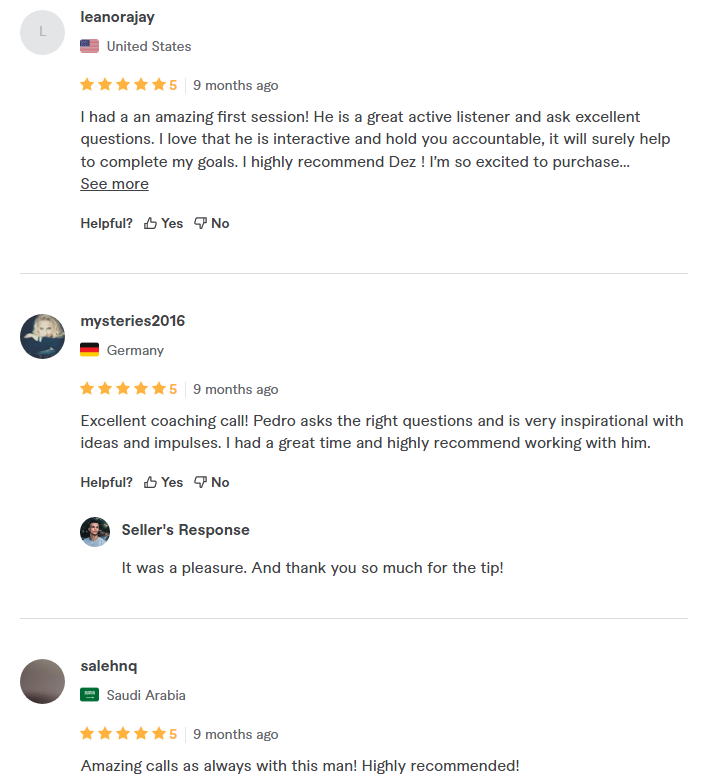 L
leanorajay
United States
5 9 months ago
I had a an amazing first session! He is a great active listener and ask excellent
questions. I love that he is interactive and hold you accountable, it will surely help
to complete my goals. I highly recommend Dez ! I'm so excited to purchase...
See more
Helpful? Yes No
mysteries2016
Germany
5 9 months ago
Excellent coaching call! Pedro asks the right questions and is very inspirational with
ideas and impulses. I had a great time and highly recommend working with him.
Helpful? Yes No
Seller's Response
It was a pleasure. And thank you so much for the tip!
salehnq
Saudi Arabia
5 9 months ago
Amazing calls as always with this man! Highly recommended!